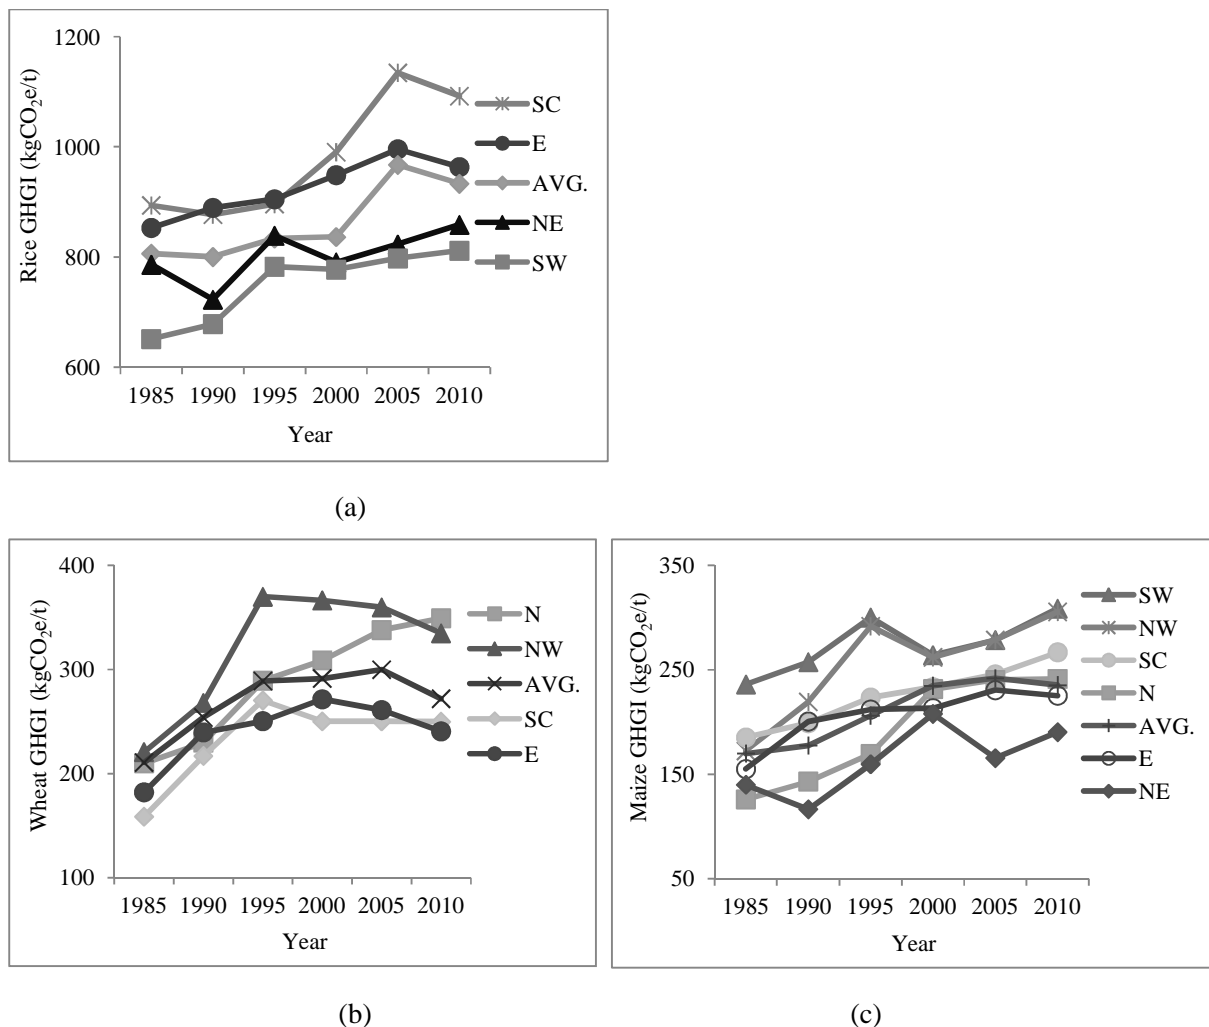 1200
1000
800
600
Rice GHGI (kgCO₂e/t)
SC
E
AVG.
NE
SW
1985 1990 1995 2000 2005 2010
Year
(a)
400
300
200
100
Wheat GHGI (kgCO₂e/t)
N
NW
AVG.
SC
E
1985 1990 1995 2000 2005 2010
Year
(b)
350
250
150
50
Maize GHGI (kgCO₂e/t)
SW
NW
SC
N
AVG.
E
NE
1985 1990 1995 2000 2005 2010
Year
(c)